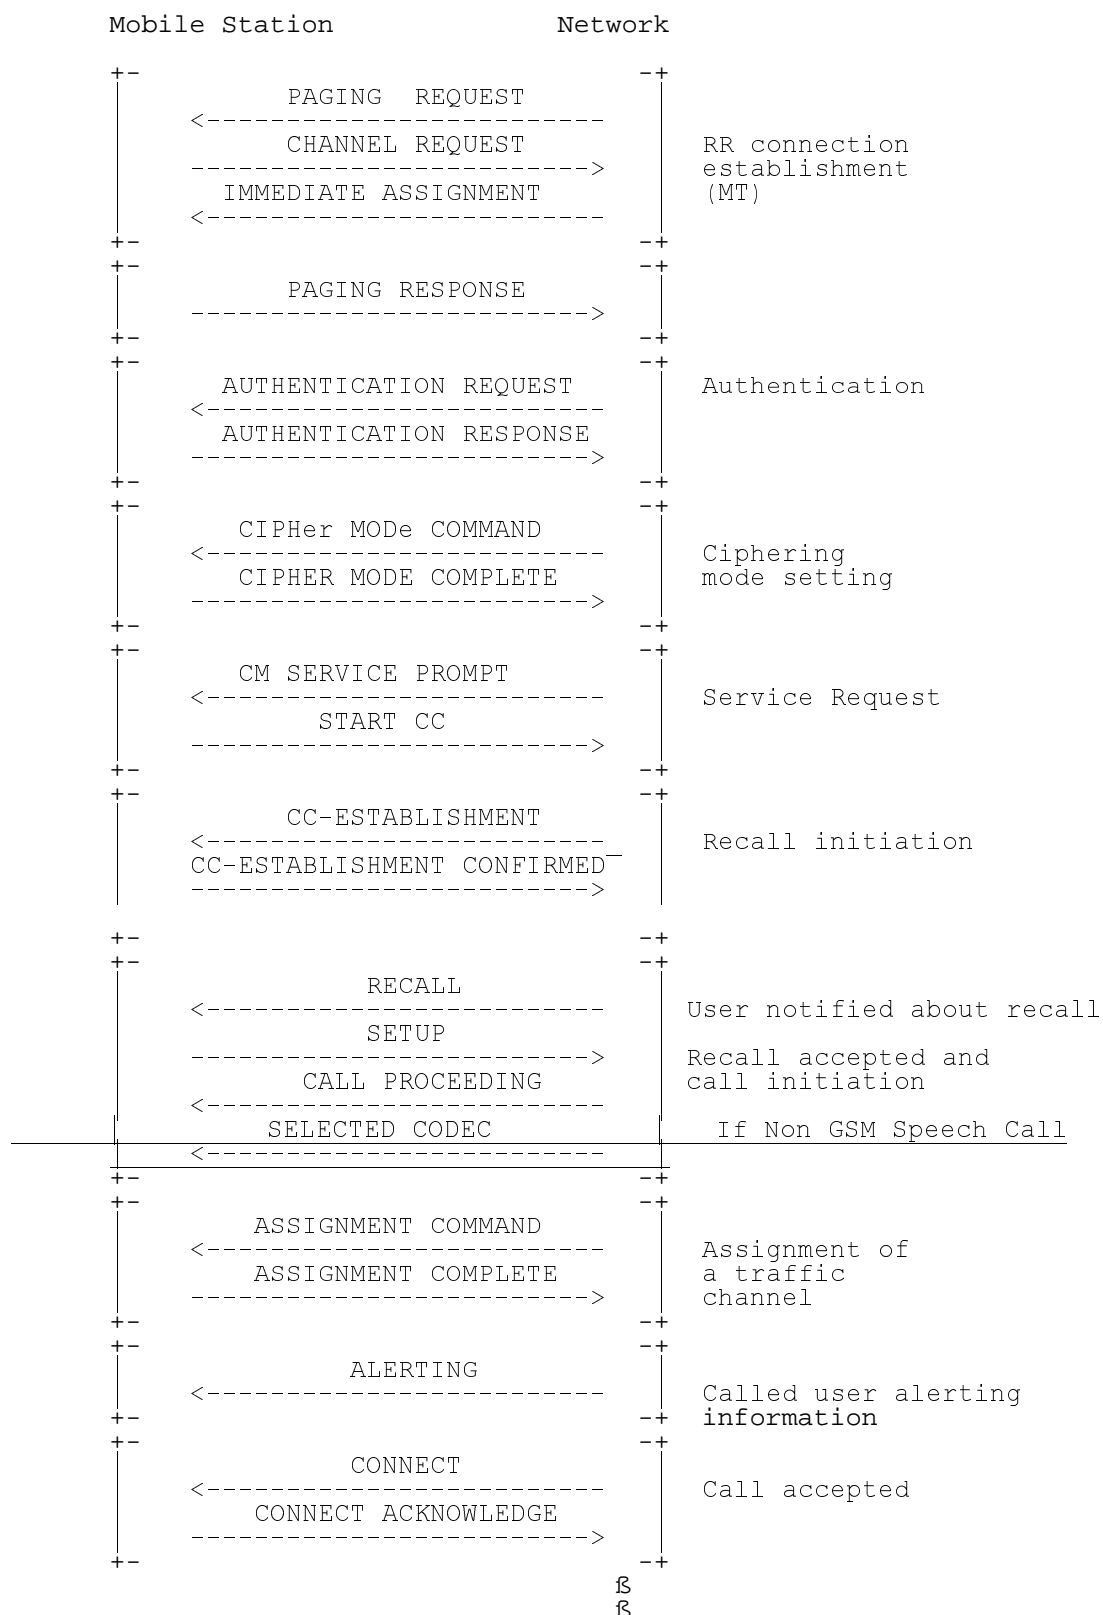 Mobile Station Network
+- -+
PAGING REQUEST
<-------------------------
CHANNEL REQUEST RR connection
-------------------------> establishment
IMMEDIATE ASSIGNMENT (MT)
<-------------------------
+- -+
+- -+
PAGING RESPONSE
------------------------->
+- -+
+- -+
AUTHENTICATION REQUEST Authentication
<-------------------------
AUTHENTICATION RESPONSE
------------------------->
+- -+
+- -+
CIPHer MODe COMMAND
<------------------------- Ciphering
CIPHER MODE COMPLETE mode setting
------------------------->
+- -+
+- -+
CM SERVICE PROMPT
<------------------------- Service Request
START CC
------------------------->
+- -+
+- -+
CC-ESTABLISHMENT
<------------------------- Recall initiation
CC-ESTABLISHMENT CONFIRMED
------------------------->
+- -+
+- -+
RECALL
<------------------------- User notified about recall
SETUP
-------------------------> Recall accepted and
CALL PROCEEDING call initiation
<-------------------------
SELECTED CODEC If Non GSM Speech Call
<-------------------------
+- -+
+- -+
ASSIGNMENT COMMAND
<------------------------- Assignment of
ASSIGNMENT COMPLETE a traffic
-------------------------> channel
+- -+
+- -+
ALERTING
<------------------------- Called user alerting
+- -+ information
+- -+
CONNECT
<------------------------- Call accepted
CONNECT ACKNOWLEDGE
------------------------->
+- -+
ß
ß